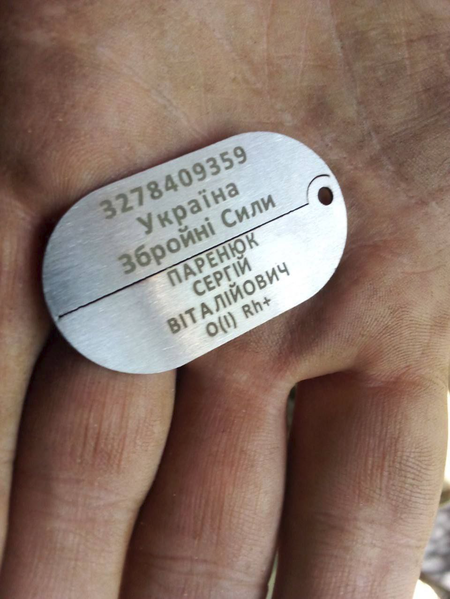 3278409359
Україна
Збройні Сили
ПАРЕНЮК
СЕРГІЙ
ВІТАЛІЙОВИЧ
О(І) Rh+